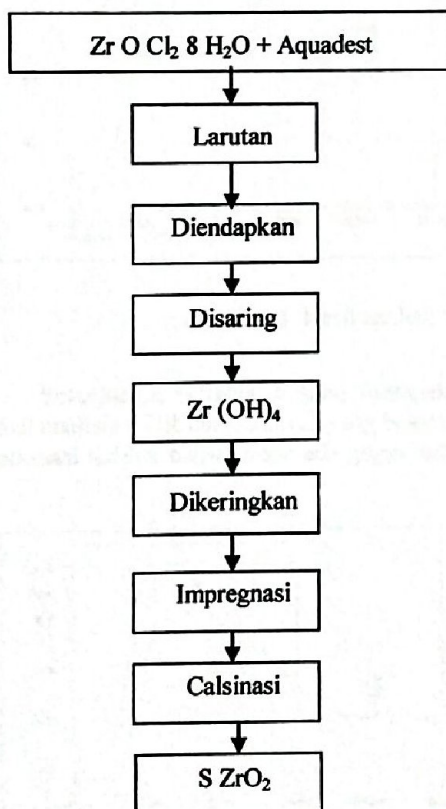 Zr O Cl₂ 8 H₂O + Aquadest
Larutan
Diendapkan
Disaring
Zr (OH)₄
Dikeringkan
Impregnasi
Calsinasi
S ZrO₂